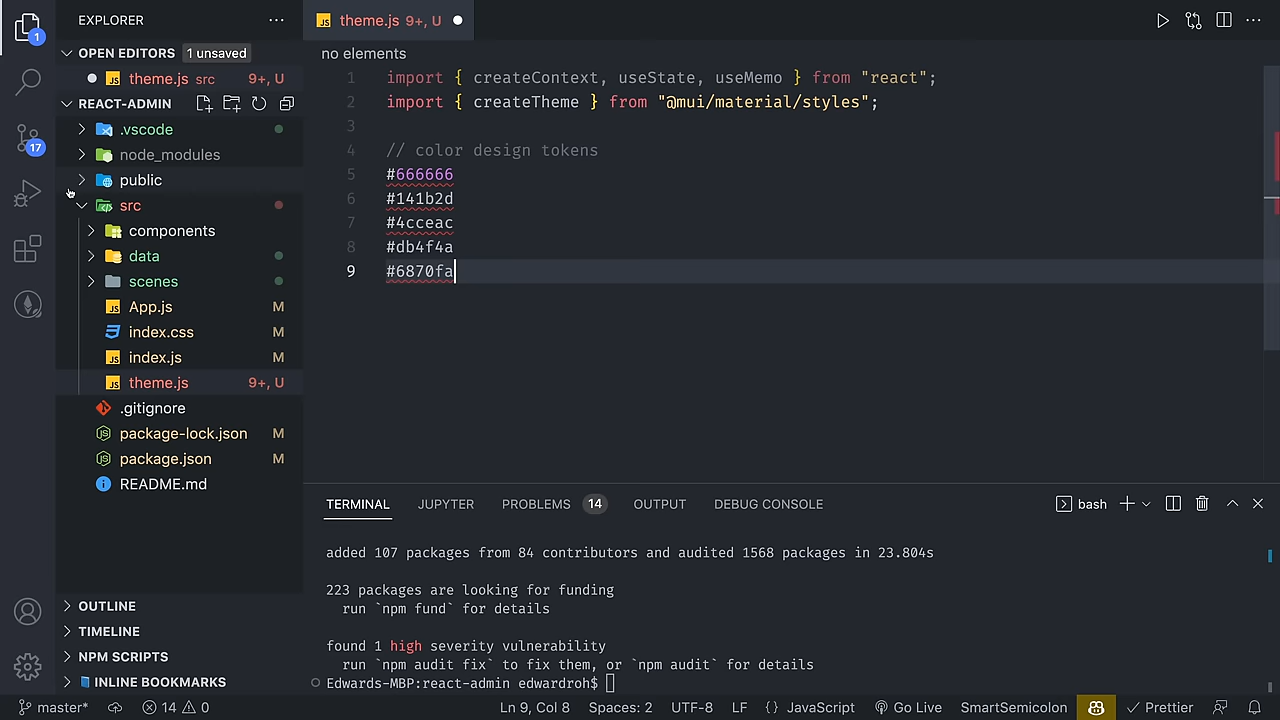 EXPLORER
theme.js 9+, U
OPEN EDITORS 1 unsaved
theme.js src 9+, U
REACT-ADMIN
.vscode
node_modules
public
src
components
data
scenes
App.js M
index.css M
index.js M
theme.js 9+, U
.gitignore
package-lock.json M
package.json M
README.md
OUTLINE
TIMELINE
NPM SCRIPTS
INLINE BOOKMARKS
1
17
no elements
1 import { createContext, useState, useMemo } from "react";
2 import { createTheme } from "@mui/material/styles";
3
4 // color design tokens
5 #666666
6 #141b2d
7 #4cceac
8 #db4f4a
9 #6870fa
TERMINAL JUPYTER PROBLEMS 14 OUTPUT DEBUG CONSOLE bash
added 107 packages from 84 contributors and audited 1568 packages in 23.804s
223 packages are looking for funding
run `npm fund` for details
found 1 high severity vulnerability
run `npm audit fix` to fix them, or `npm audit` for details
Edwards-MBP:react-admin edwardroh$
master* 14 0 Ln 9, Col 8 Spaces: 2 UTF-8 LF {} JavaScript Go Live SmartSemicolon Prettier